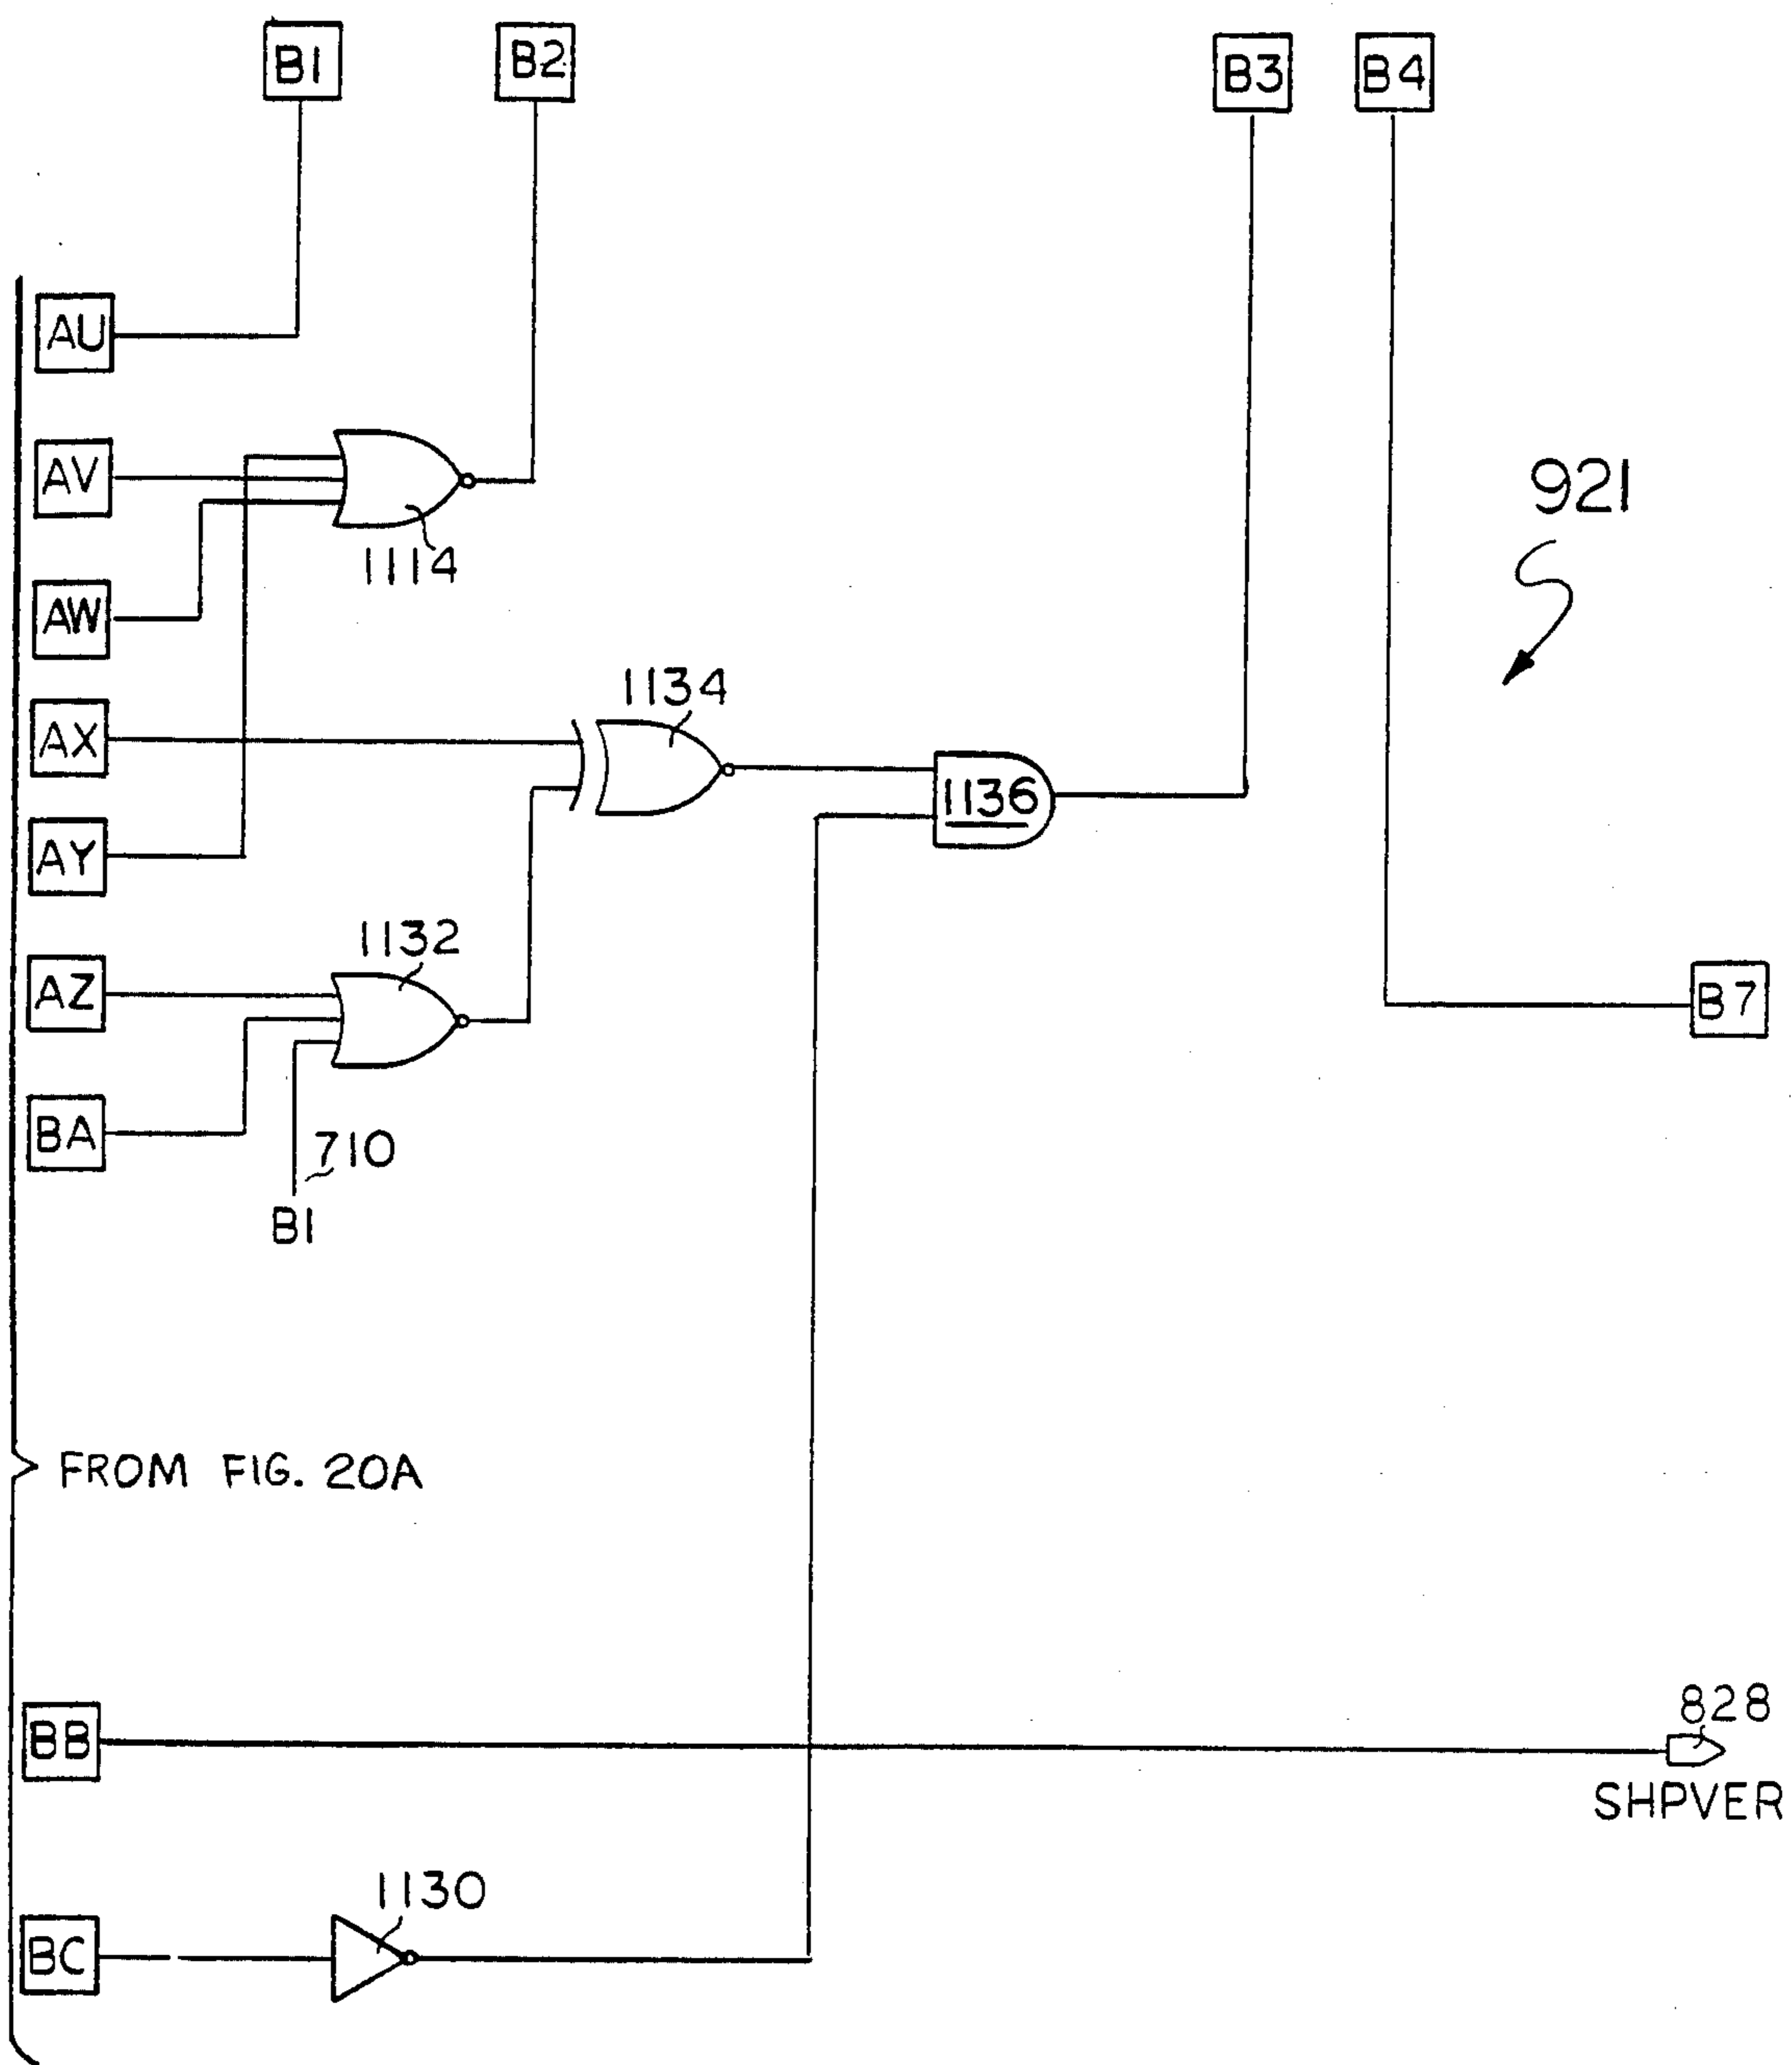 B1
B2
B3
B4
AU
AV
921
1114
AW
1134
AX
1136
AY
1132
AZ
B7
BA
710
B1
FROM FIG. 20A
828
BB
SHPVER
1130
BC